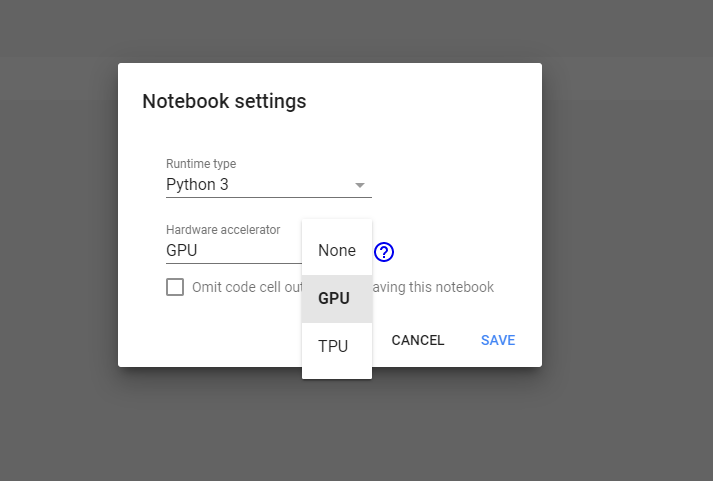 Notebook settings
Runtime type
Python 3
Hardware accelerator
GPU
None
GPU
TPU
Omit code cell out aving this notebook
CANCEL SAVE